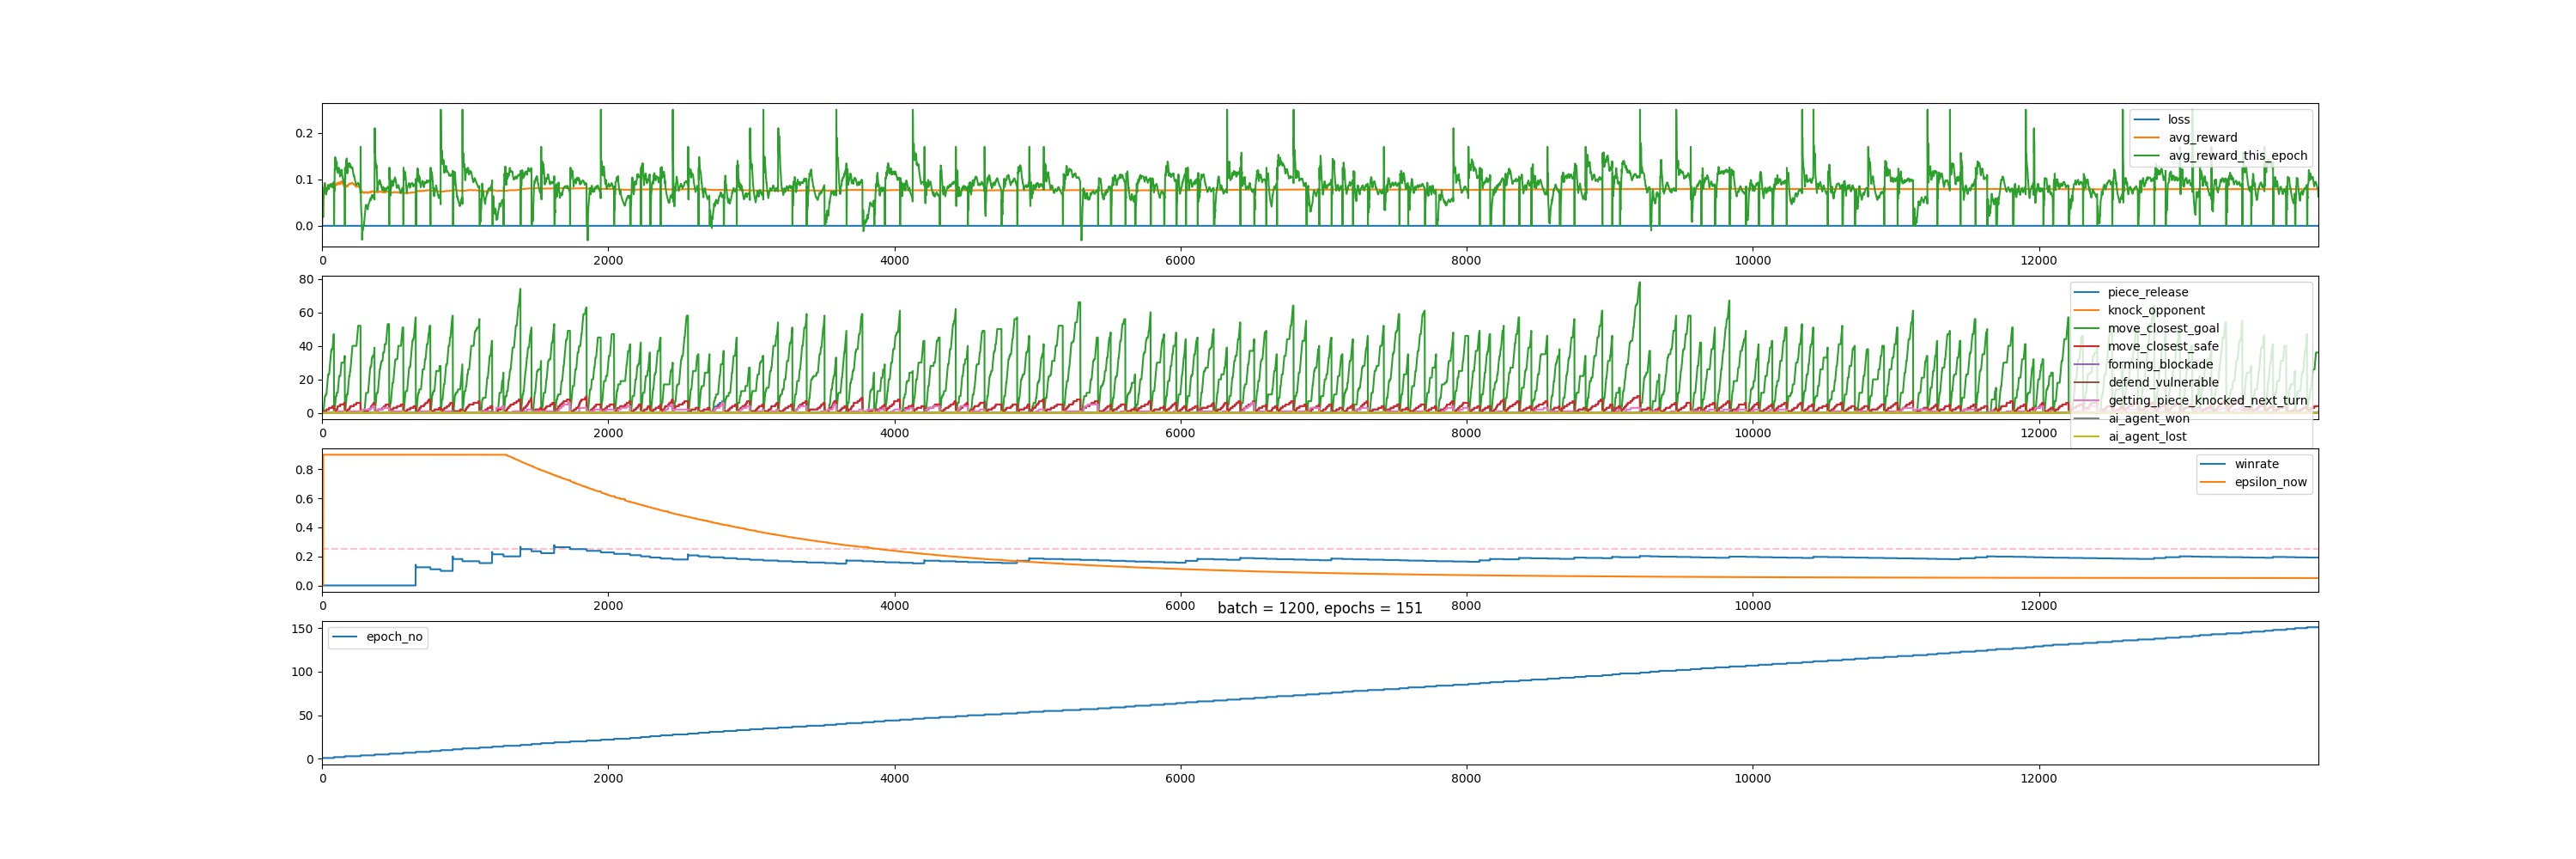 0.2
0.1
0.0
loss
avg_reward
avg_reward_this_epoch
0 2000 4000 6000 8000 10000 12000
80
60
40
20
0
piece_release
knock_opponent
move_closest_goal
move_closest_safe
forming_blockade
defend_vulnerable
getting_piece_knocked_next_turn
ai_agent_won
ai_agent_lost
0 2000 4000 6000 8000 10000 12000
0.8
0.6
0.4
0.2
0.0
winrate
epsilon_now
0 2000 4000 6000 8000 10000 12000
batch = 1200, epochs = 151
150
100
50
0
epoch_no
0 2000 4000 6000 8000 10000 12000